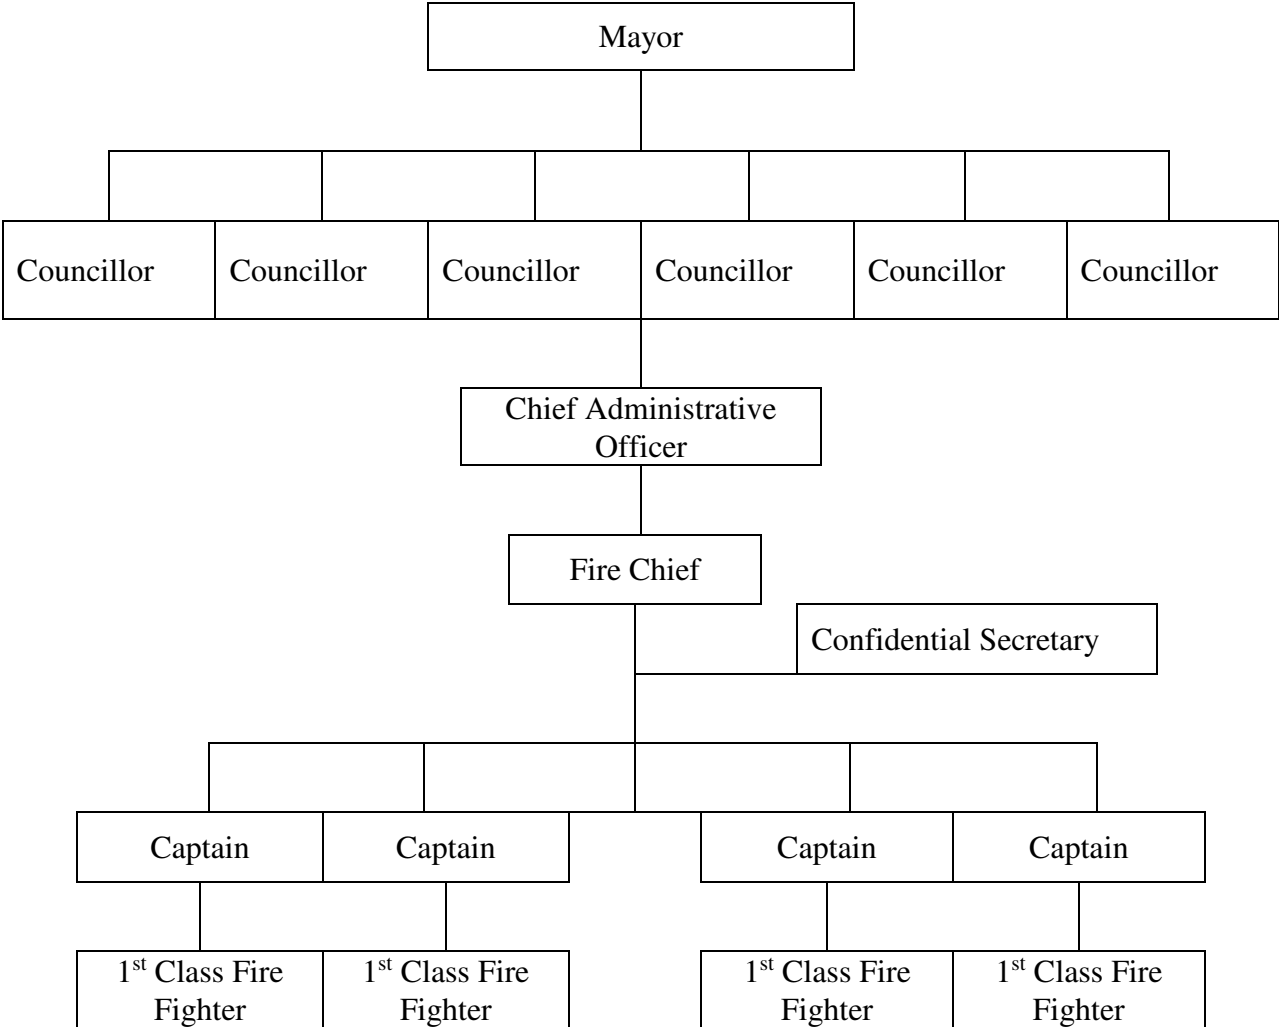 Mayor
Councillor Councillor Councillor Councillor Councillor Councillor
Chief Administrative
Officer
Fire Chief
Confidential Secretary
Captain Captain Captain Captain
1st Class Fire 1st Class Fire 1st Class Fire 1st Class Fire
Fighter Fighter Fighter Fighter